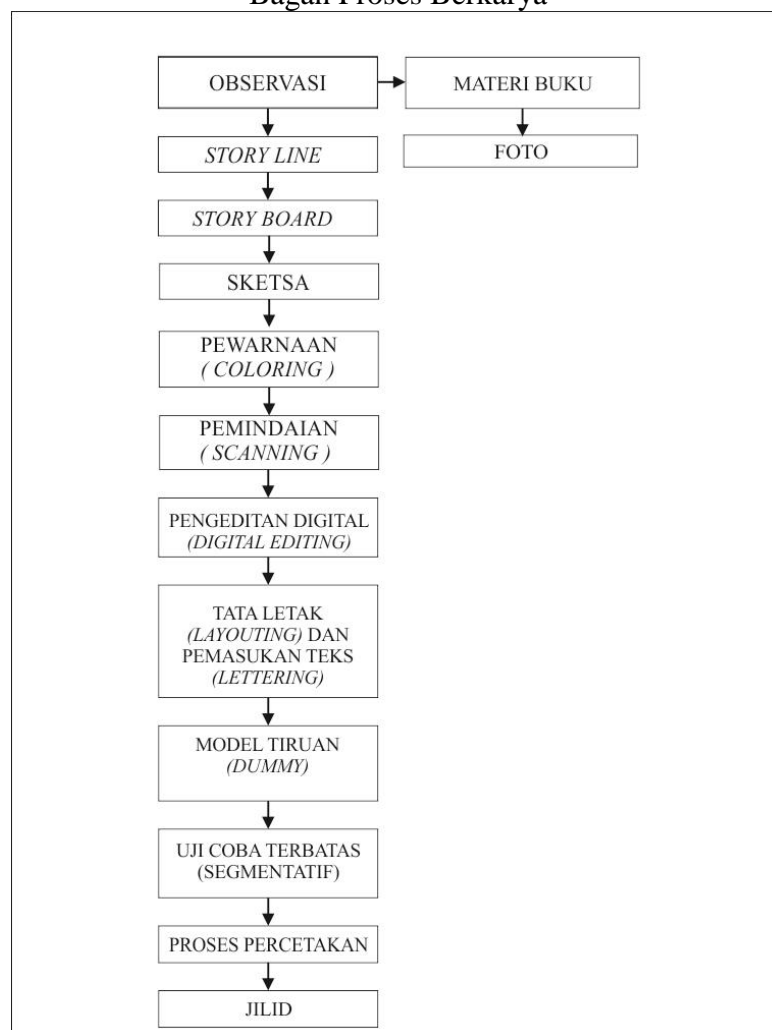 Bagan Proses Berkarya
OBSERVASI
MATERI BUKU
STORY LINE
FOTO
STORY BOARD
SKETSA
PEWARNAAN
( COLORING )
PEMINDAIAN
( SCANNING )
PENGEDITAN DIGITAL
(DIGITAL EDITING)
TATA LETAK
(LAYOUTING) DAN
PEMASUKAN TEKS
(LETTERING)
MODEL TIRUAN
(DUMMY)
UJI COBA TERBATAS
(SEGMENTATIF)
PROSES PERCETAKAN
JILID